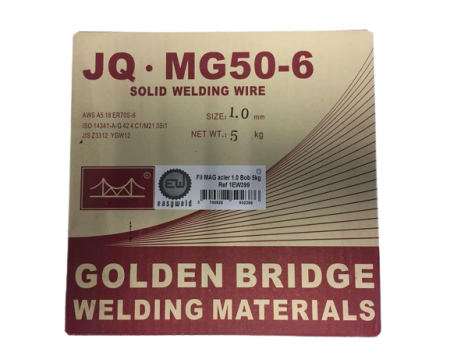 JQ · MG50-6
SOLID WELDING WIRE
AWS A5.18 ER70S-6
ISO 14341-A-G 42 4 C1/M21 3Si1
JIS Z3312 YGW12
SIZE: 1.0 mm
NET WT.: 5 kg
EW
easyweld
Fil MAG acier 1.0 Bob 5kg
Ref 1EW399
GOLDEN BRIDGE
WELDING MATERIALS